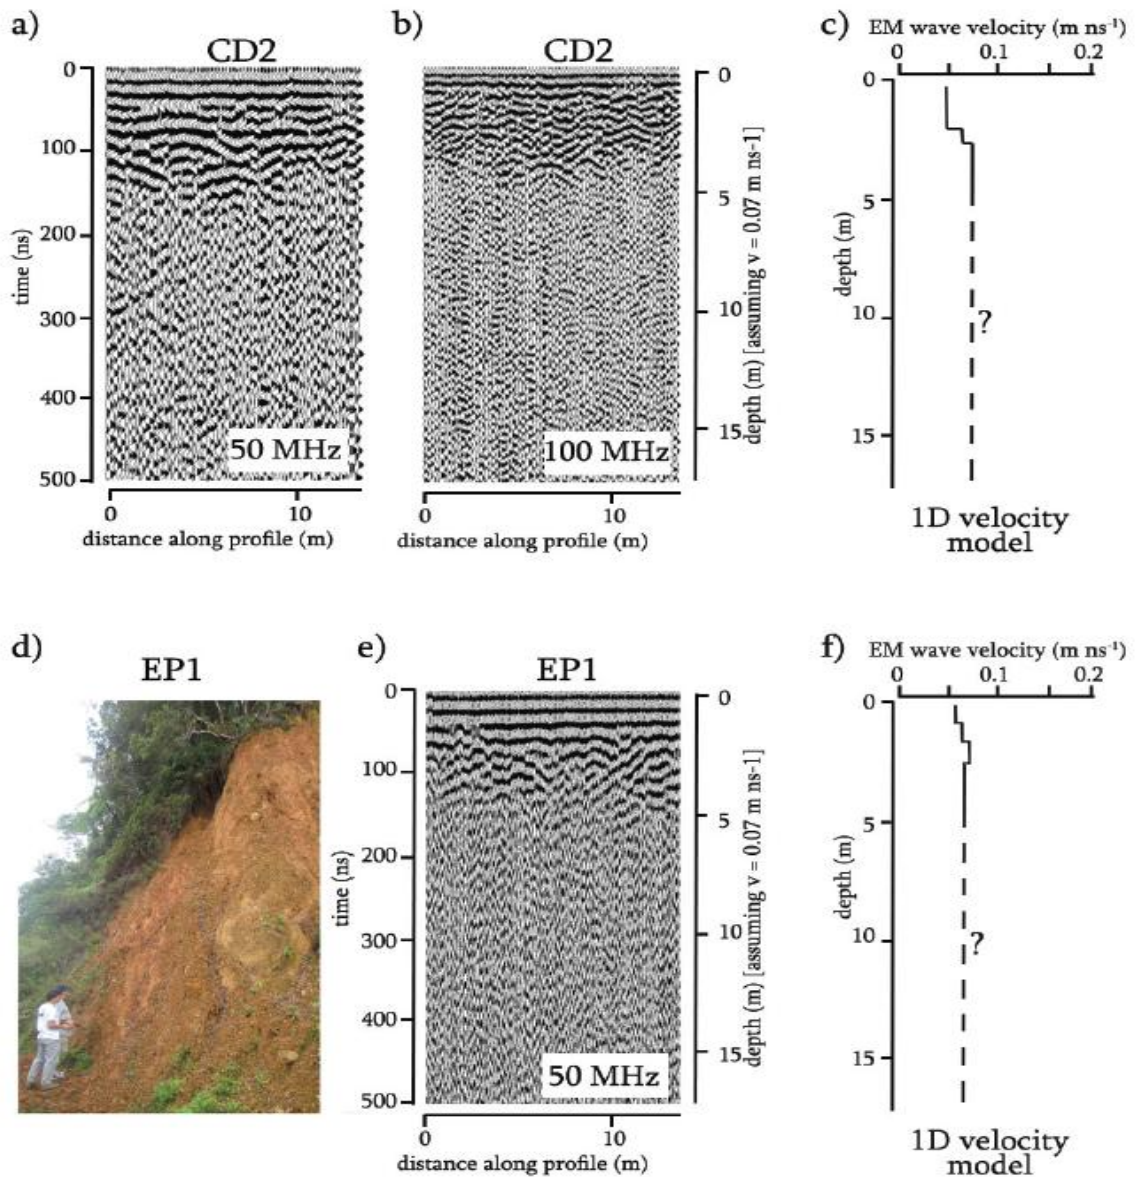 a)
CD2
0
100
200
300
400
500
time (ns)
50 MHz
0
10
distance along profile (m)
b)
CD2
0
5
10
15
depth (m) [assuming v = 0.07 m ns-1]
100 MHz
0
10
distance along profile (m)
c)
EM wave velocity (m ns⁻¹)
0
0.1
0.2
0
5
10
15
depth (m)
?
1D velocity
model
d)
EP1
e)
EP1
0
100
200
300
400
500
time (ns)
0
5
10
15
depth (m) [assuming v = 0.07 m ns-1]
50 MHz
0
10
distance along profile (m)
f)
EM wave velocity (m ns⁻¹)
0
0.1
0.2
0
5
10
15
depth (m)
?
1D velocity
model